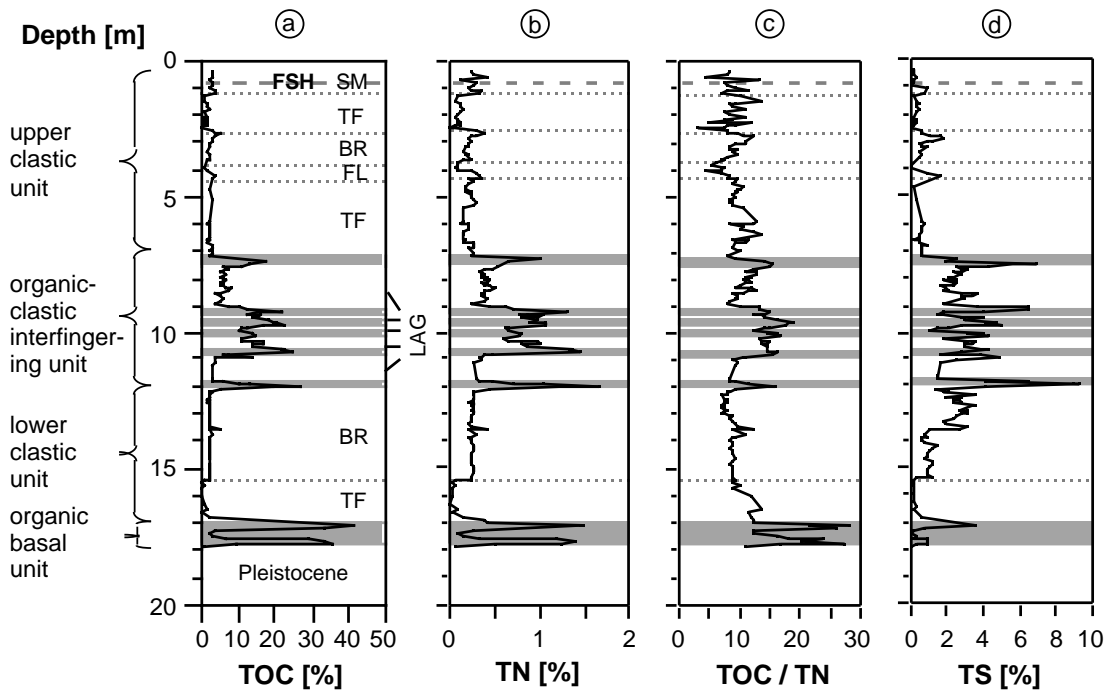 a b c d
Depth [m]
0
5
10
15
20
upper
clastic
unit
organic-
clastic
interfinger-
ing unit
lower
clastic
unit
organic
basal
unit
FSH SM
TF
BR
FL
TF
LAG
BR
TF
Pleistocene
0 10 20 30 40 50
TOC [%]
0 1 2
TN [%]
0 10 20 30
TOC / TN
0 2 4 6 8 10
TS [%]